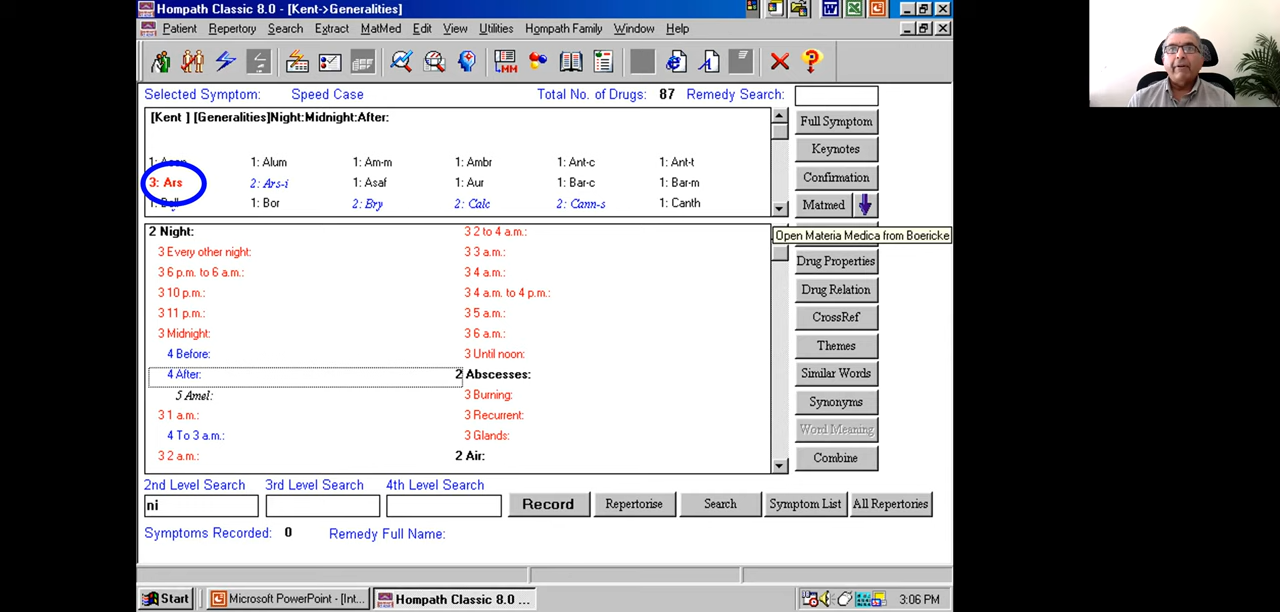 Hompath Classic 8.0 - [Kent->Generalities]
Patient Repertory Search Extract MatMed Edit View Utilities Hompath Family Window Help
Selected Symptom: Speed Case Total No. of Drugs: 87 Remedy Search:
[Kent ] [Generalities]Night:Midnight:After:
1: Acon 1: Alum 1: Am-m 1: Ambr 1: Ant-c 1: Ant-t
3: Ars 2: Ars-i 1: Asaf 1: Aur 1: Bar-c 1: Bar-m
1: Bell 1: Bor 2: Bry 2: Calc 2: Cann-s 1: Canth
Full Symptom
Keynotes
Confirmation
Matmed
Open Materia Medica from Boericke
Drug Properties
Drug Relation
CrossRef
Themes
Similar Words
Synonyms
Word Meaning
Combine
2 Night:
3 Every other night:
3 6 p.m. to 6 a.m.:
3 10 p.m.:
3 11 p.m.:
3 Midnight:
4 Before:
4 After:
5 Amel:
3 1 a.m.:
4 To 3 a.m.:
3 2 a.m.:
3 2 to 4 a.m.:
3 3 a.m.:
3 4 a.m.:
3 4 a.m. to 4 p.m.:
3 5 a.m.:
3 6 a.m.:
3 Until noon:
2 Abscesses:
3 Burning:
3 Recurrent:
3 Glands:
2 Air:
2nd Level Search 3rd Level Search 4th Level Search
ni
Record Repertorise Search Symptom List All Repertories
Symptoms Recorded: 0 Remedy Full Name:
Start Microsoft PowerPoint - [Int... Hompath Classic 8.0 ... 3:06 PM